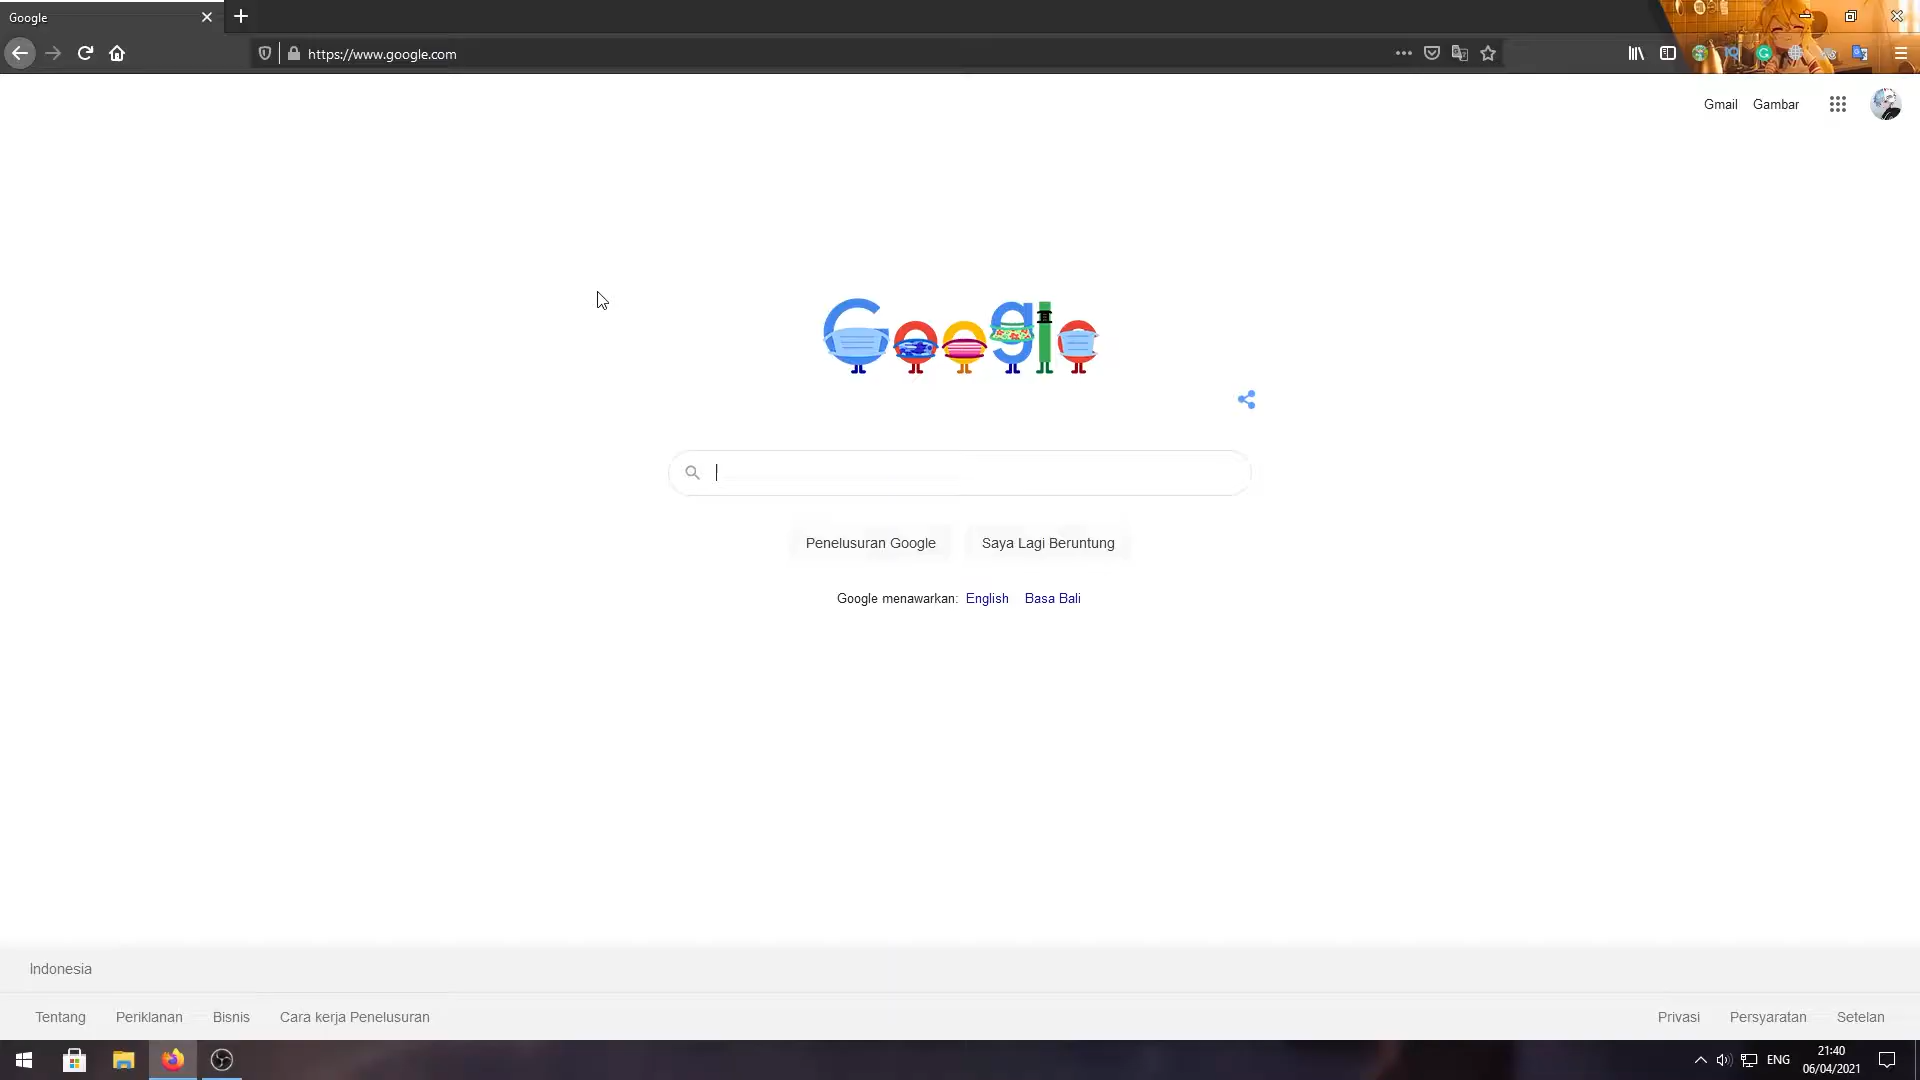 Google
https://www.google.com
Gmail
Gambar
Google
Penelusuran Google
Saya Lagi Beruntung
Google menawarkan: English Basa Bali
Indonesia
Tentang
Periklanan
Bisnis
Cara kerja Penelusuran
Privasi
Persyaratan
Setelan
ENG
21:40
06/04/2021